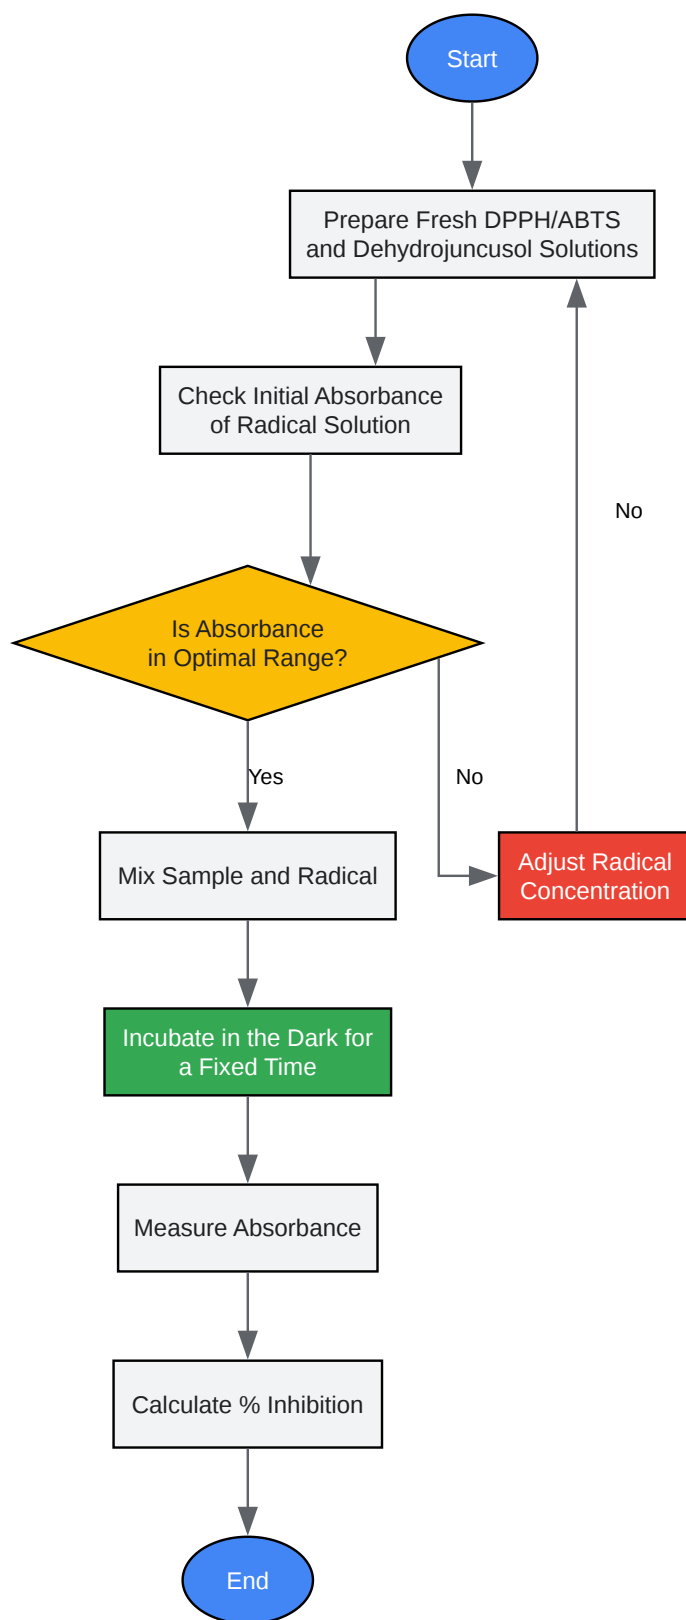 Start
Prepare Fresh DPPH/ABTS
and Dehydrojuncusol Solutions
Check Initial Absorbance
of Radical Solution
No
Is Absorbance
in Optimal Range?
Yes
No
Mix Sample and Radical
Adjust Radical
Concentration
Incubate in the Dark for
a Fixed Time
Measure Absorbance
Calculate % Inhibition
End